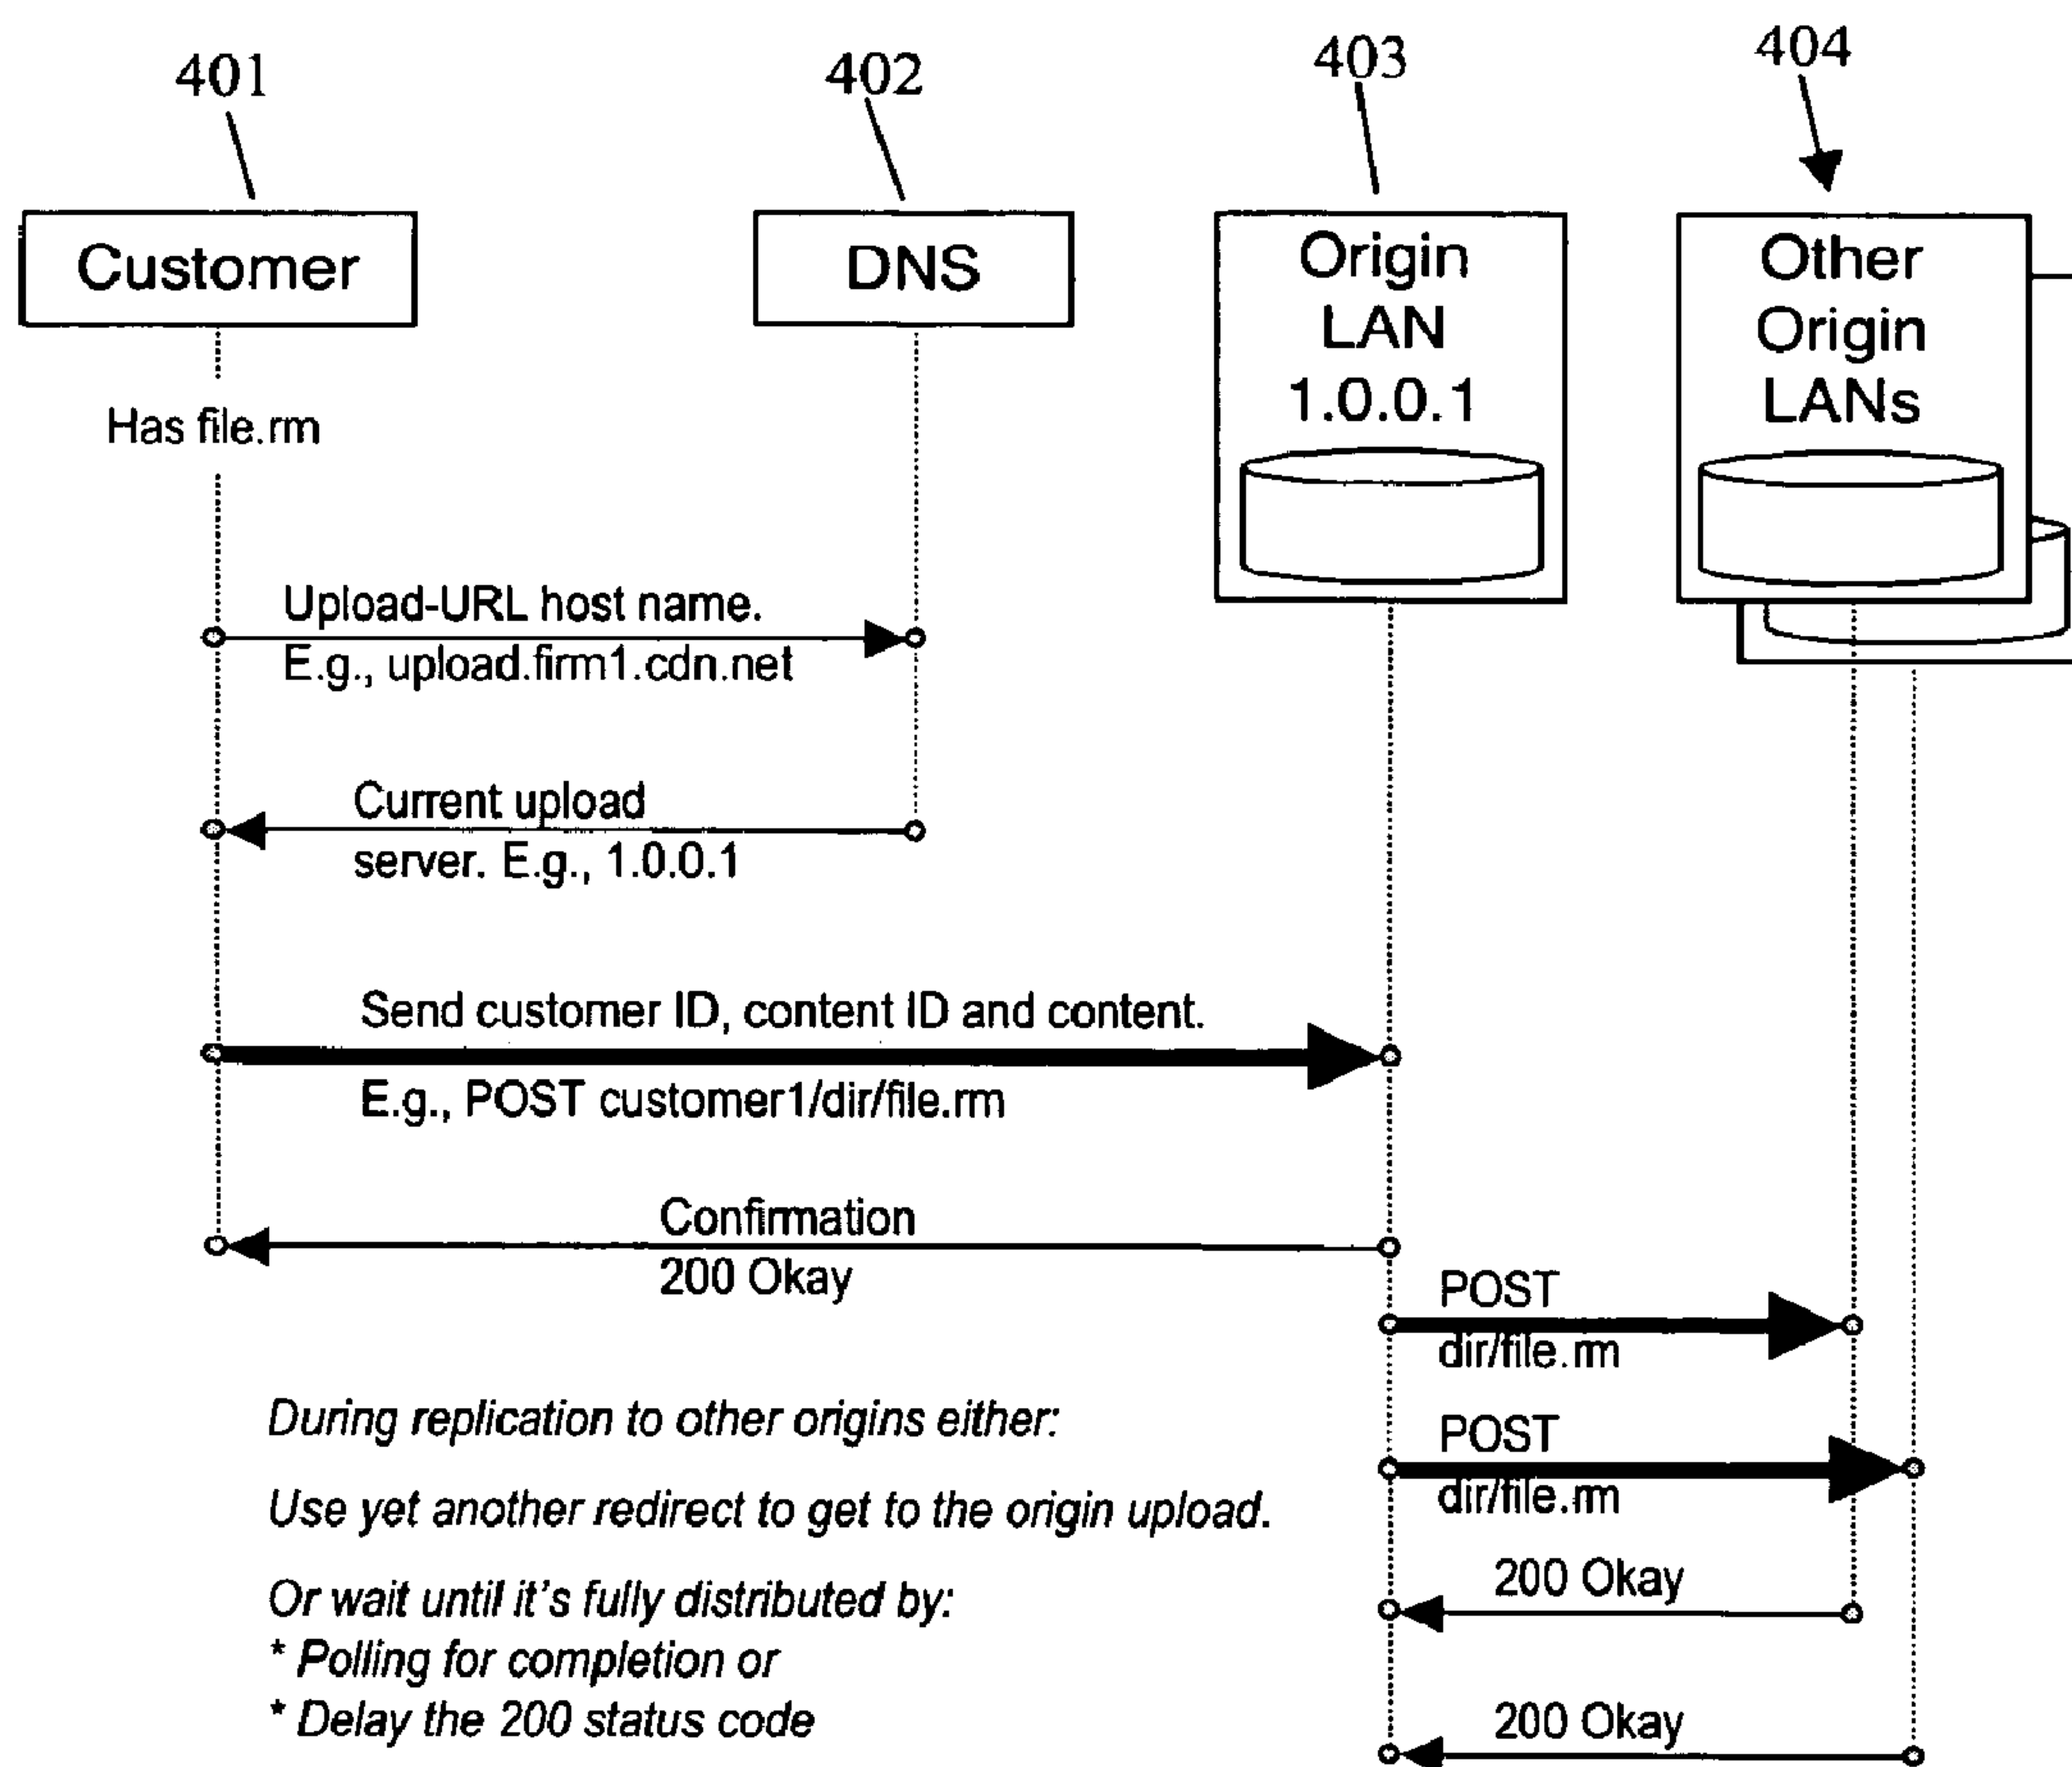 401
402
403
404
Customer
DNS
Origin
LAN
1.0.0.1
Other
Origin
LANs
Has file.rm
Upload-URL host name.
E.g., upload.firm1.cdn.net
Current upload
server. E.g., 1.0.0.1
Send customer ID, content ID and content.
E.g., POST customer1/dir/file.rm
Confirmation
200 Okay
POST
dir/file.rm
During replication to other origins either:
POST
dir/file.rm
Use yet another redirect to get to the origin upload.
200 Okay
Or wait until it's fully distributed by:
* Polling for completion or
* Delay the 200 status code
200 Okay